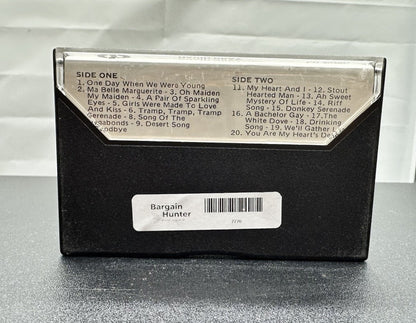 SIDE ONE
1. One Day When We Were Young
2. Ma Belle Marguerite - 3. Oh Maiden
My Maiden - 4. A Pair Of Sparkling
Eyes - 5. Girls Were Made To Love
And Kiss - 6. Tramp, Tramp, Tramp
Serenade - 8. Song Of The
Vagabonds - 9. Desert Song
Goodbye
SIDE TWO
11. My Heart And I - 12. Stout
Hearted Man - 13. Ah Sweet
Mystery Of Life - 14. Riff
Song - 15. Donkey Serenade
16. A Bachelor Gay - 17. The
White Dove - 18. Drinking
Song - 19. We'll Gather
20. You Are My Heart's
Bargain
Hunter